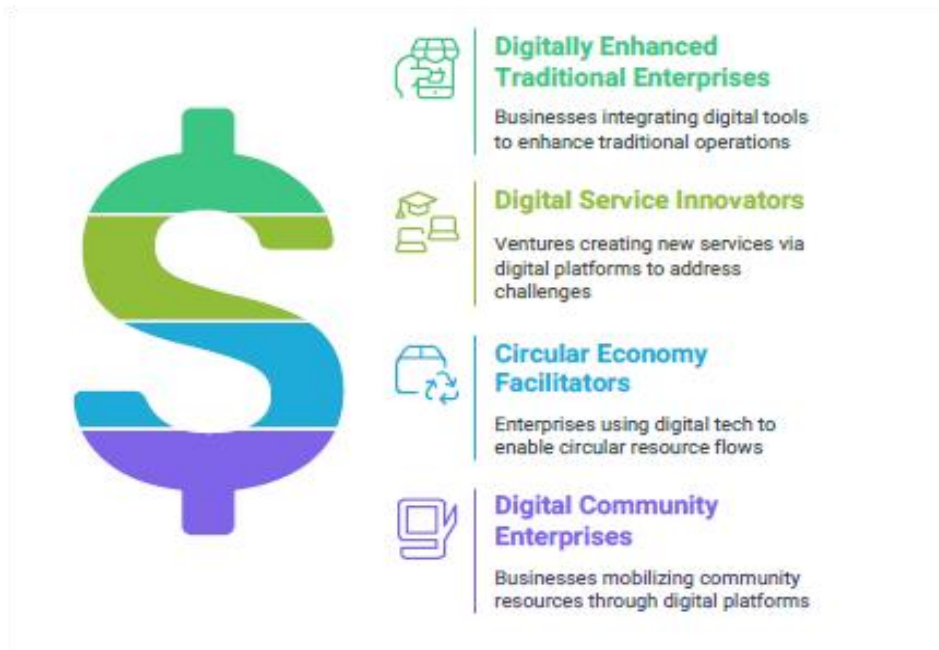 Digitally Enhanced
Traditional Enterprises
Businesses integrating digital tools
to enhance traditional operations
Digital Service Innovators
Ventures creating new services via
digital platforms to address
challenges
Circular Economy
Facilitators
Enterprises using digital tech to
enable circular resource flows
Digital Community
Enterprises
Businesses mobilizing community
resources through digital platforms